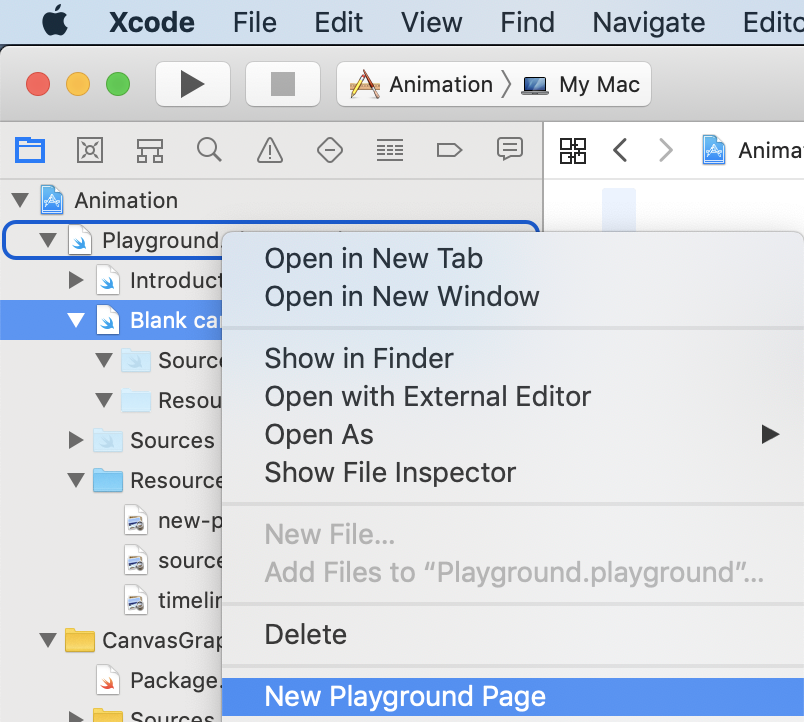 Xcode File Edit View Find Navigate Edito
Animation My Mac
Anima
Animation
Playground.
Introduct
Blank ca
Source
Resou
Sources
Resource
new-p
source
timelin
CanvasGrap
Package.
Sources
Open in New Tab
Open in New Window
Show in Finder
Open with External Editor
Open As
Show File Inspector
New File...
Add Files to “Playground.playground”...
Delete
New Playground Page